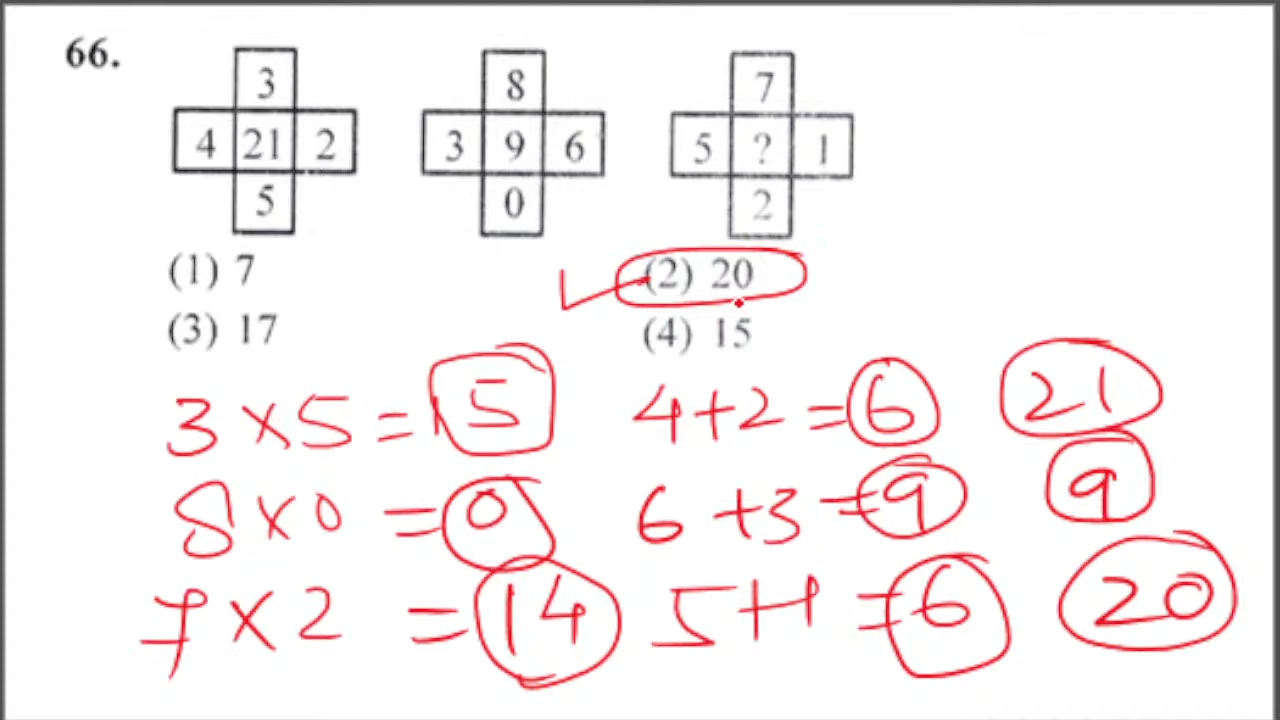 66.
3 8 7
4 21 2 3 9 6 5 ? 1
5 0 2
(1) 7 (2) 20
(3) 17 (4) 15
3 × 5 = 15 4 + 2 = 6 21
8 × 0 = 0 6 + 3 = 9 9
7 × 2 = 14 5 + 1 = 6 20